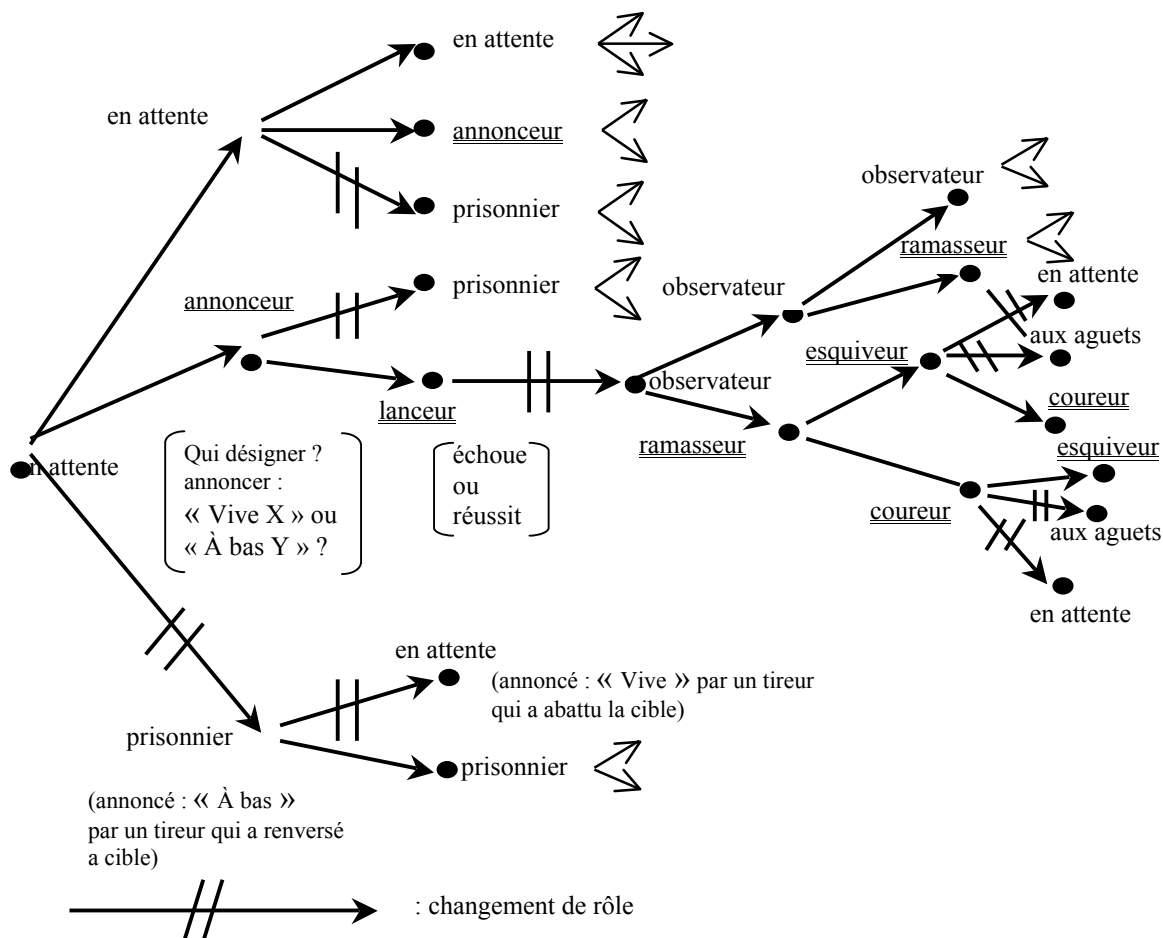 en attente
en attente
annonceur
prisonnier
observateur
ramasseur
prisonnier
annonceur
observateur
en attente
aux aguets
esquiveur
observateur
coureur
lanceur
ramasseur
esquiveur
en attente
Qui désigner ?
annoncer :
« Vive X » ou
« À bas Y » ?
échoue
ou
réussit
coureur
aux aguets
en attente
en attente
(annoncé : « Vive » par un tireur
qui a abattu la cible)
prisonnier
prisonnier
(annoncé : « À bas »
par un tireur qui a renversé
a cible)
: changement de rôle